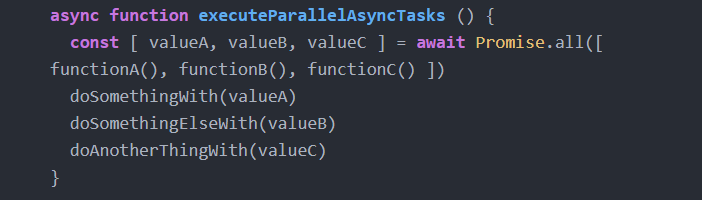 async function executeParallelAsyncTasks () {
const [ valueA, valueB, valueC ] = await Promise.all([
functionA(), functionB(), functionC() ])
doSomethingWith(valueA)
doSomethingElseWith(valueB)
doAnotherThingWith(valueC)
}